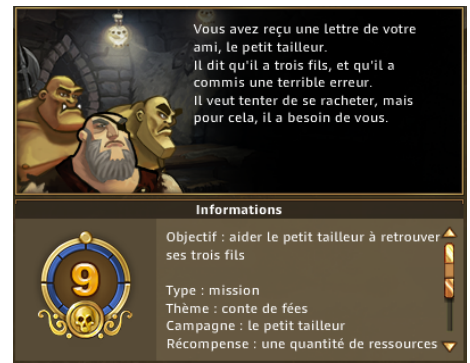 Vous avez reçu une lettre de votre
ami, le petit tailleur.
Il dit qu'il a trois fils, et qu'il a
commis une terrible erreur.
Il veut tenter de se racheter, mais
pour cela, il a besoin de vous.
Informations
9
Objectif : aider le petit tailleur à retrouver
ses trois fils
Type : mission
Thème : conte de fées
Campagne : le petit tailleur
Récompense : une quantité de ressources